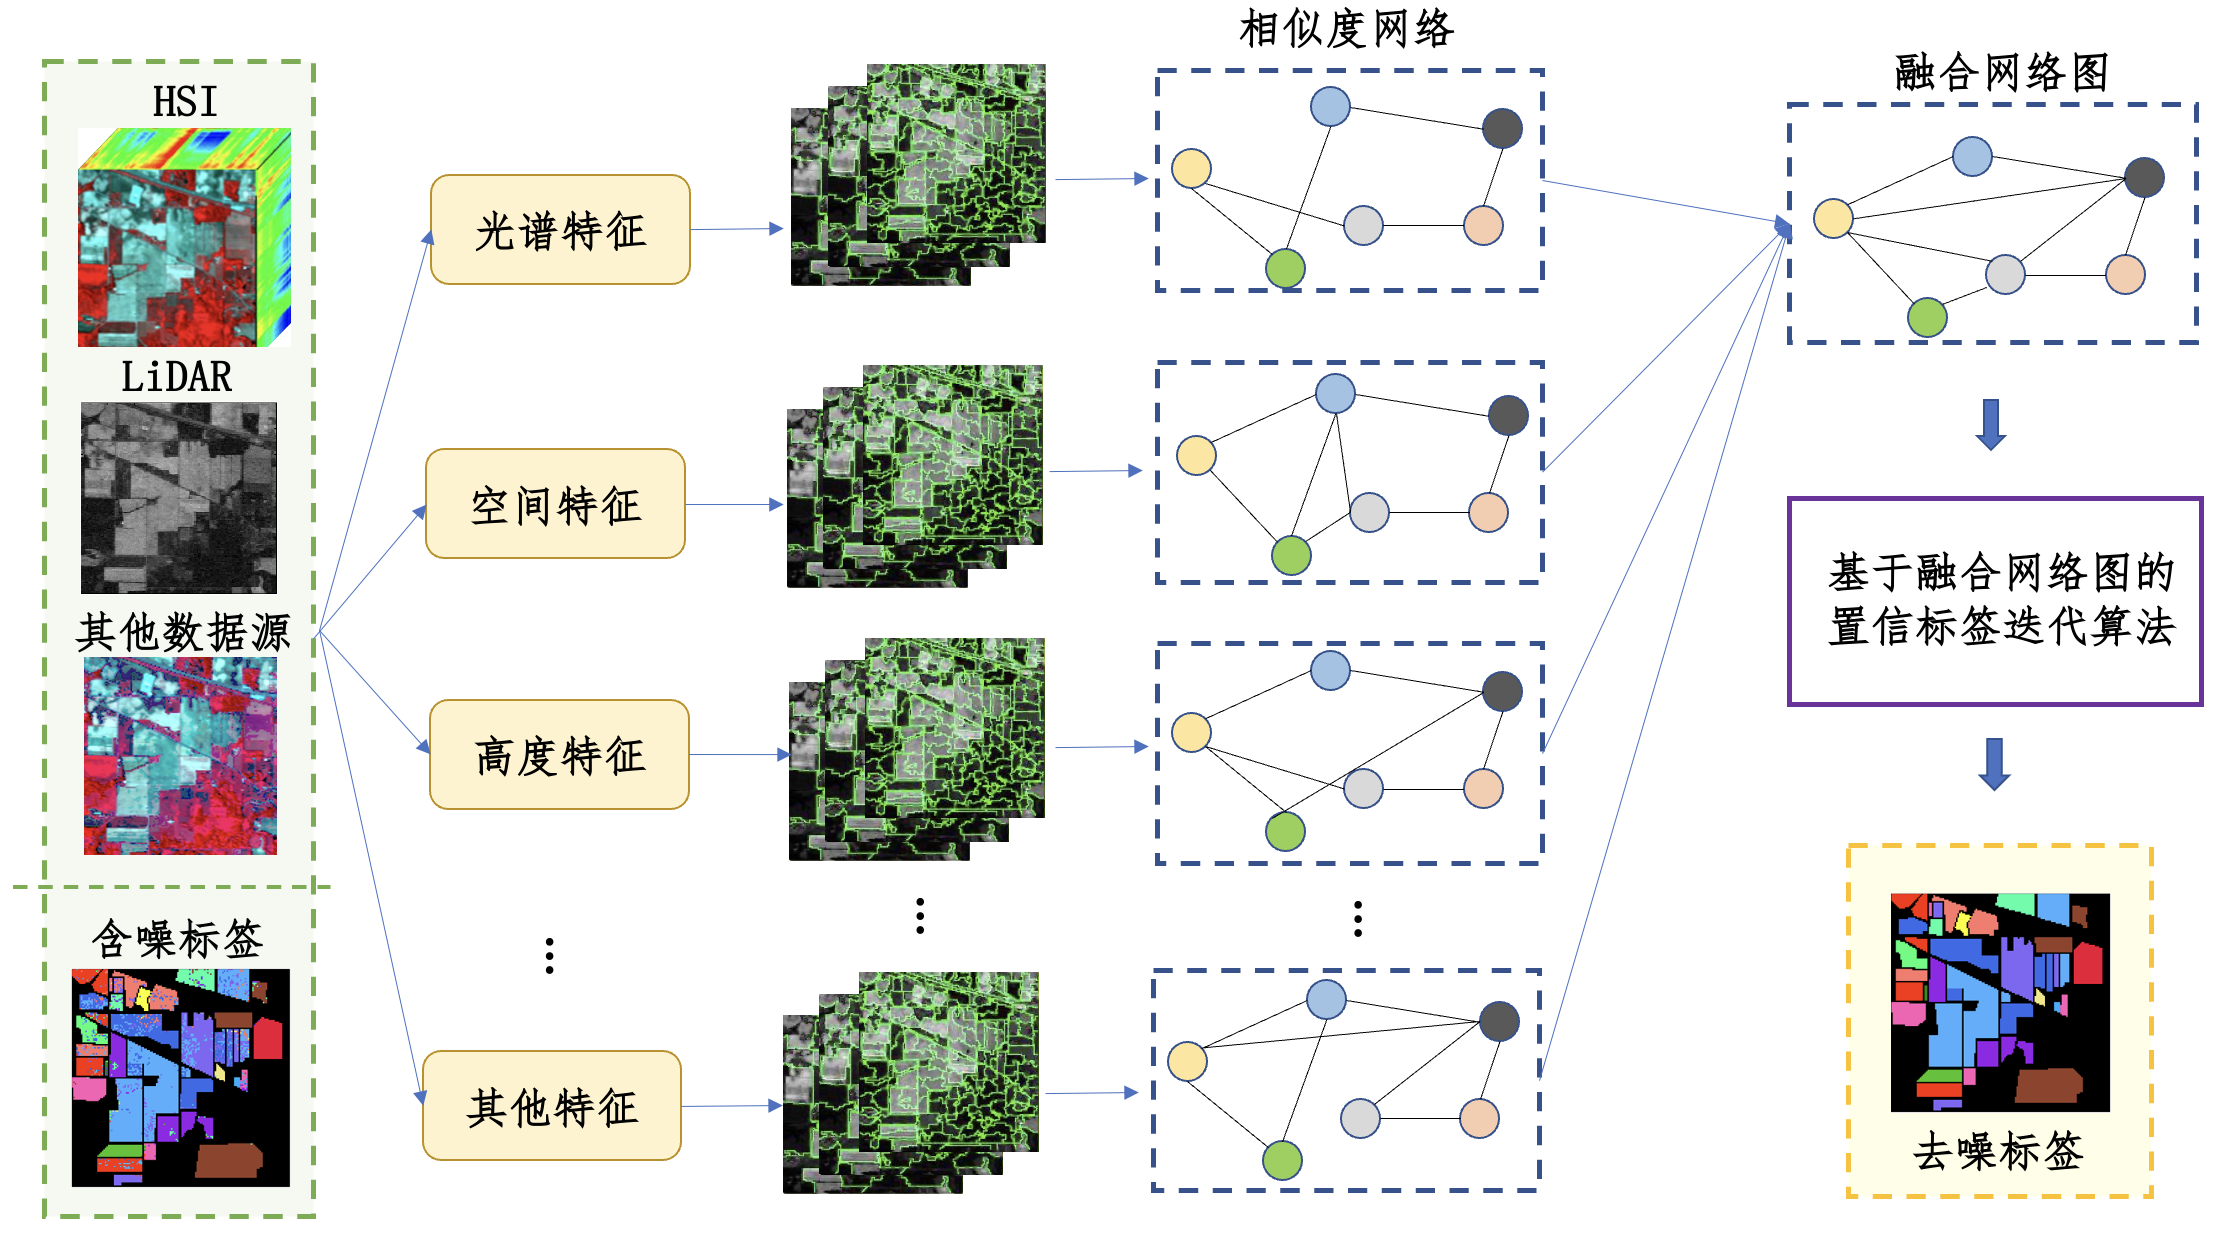 HSI
LiDAR
其他数据源
含噪标签
光谱特征
空间特征
高度特征
其他特征
相似度网络
融合网络图
基于融合网络图的
置信标签迭代算法
去噪标签